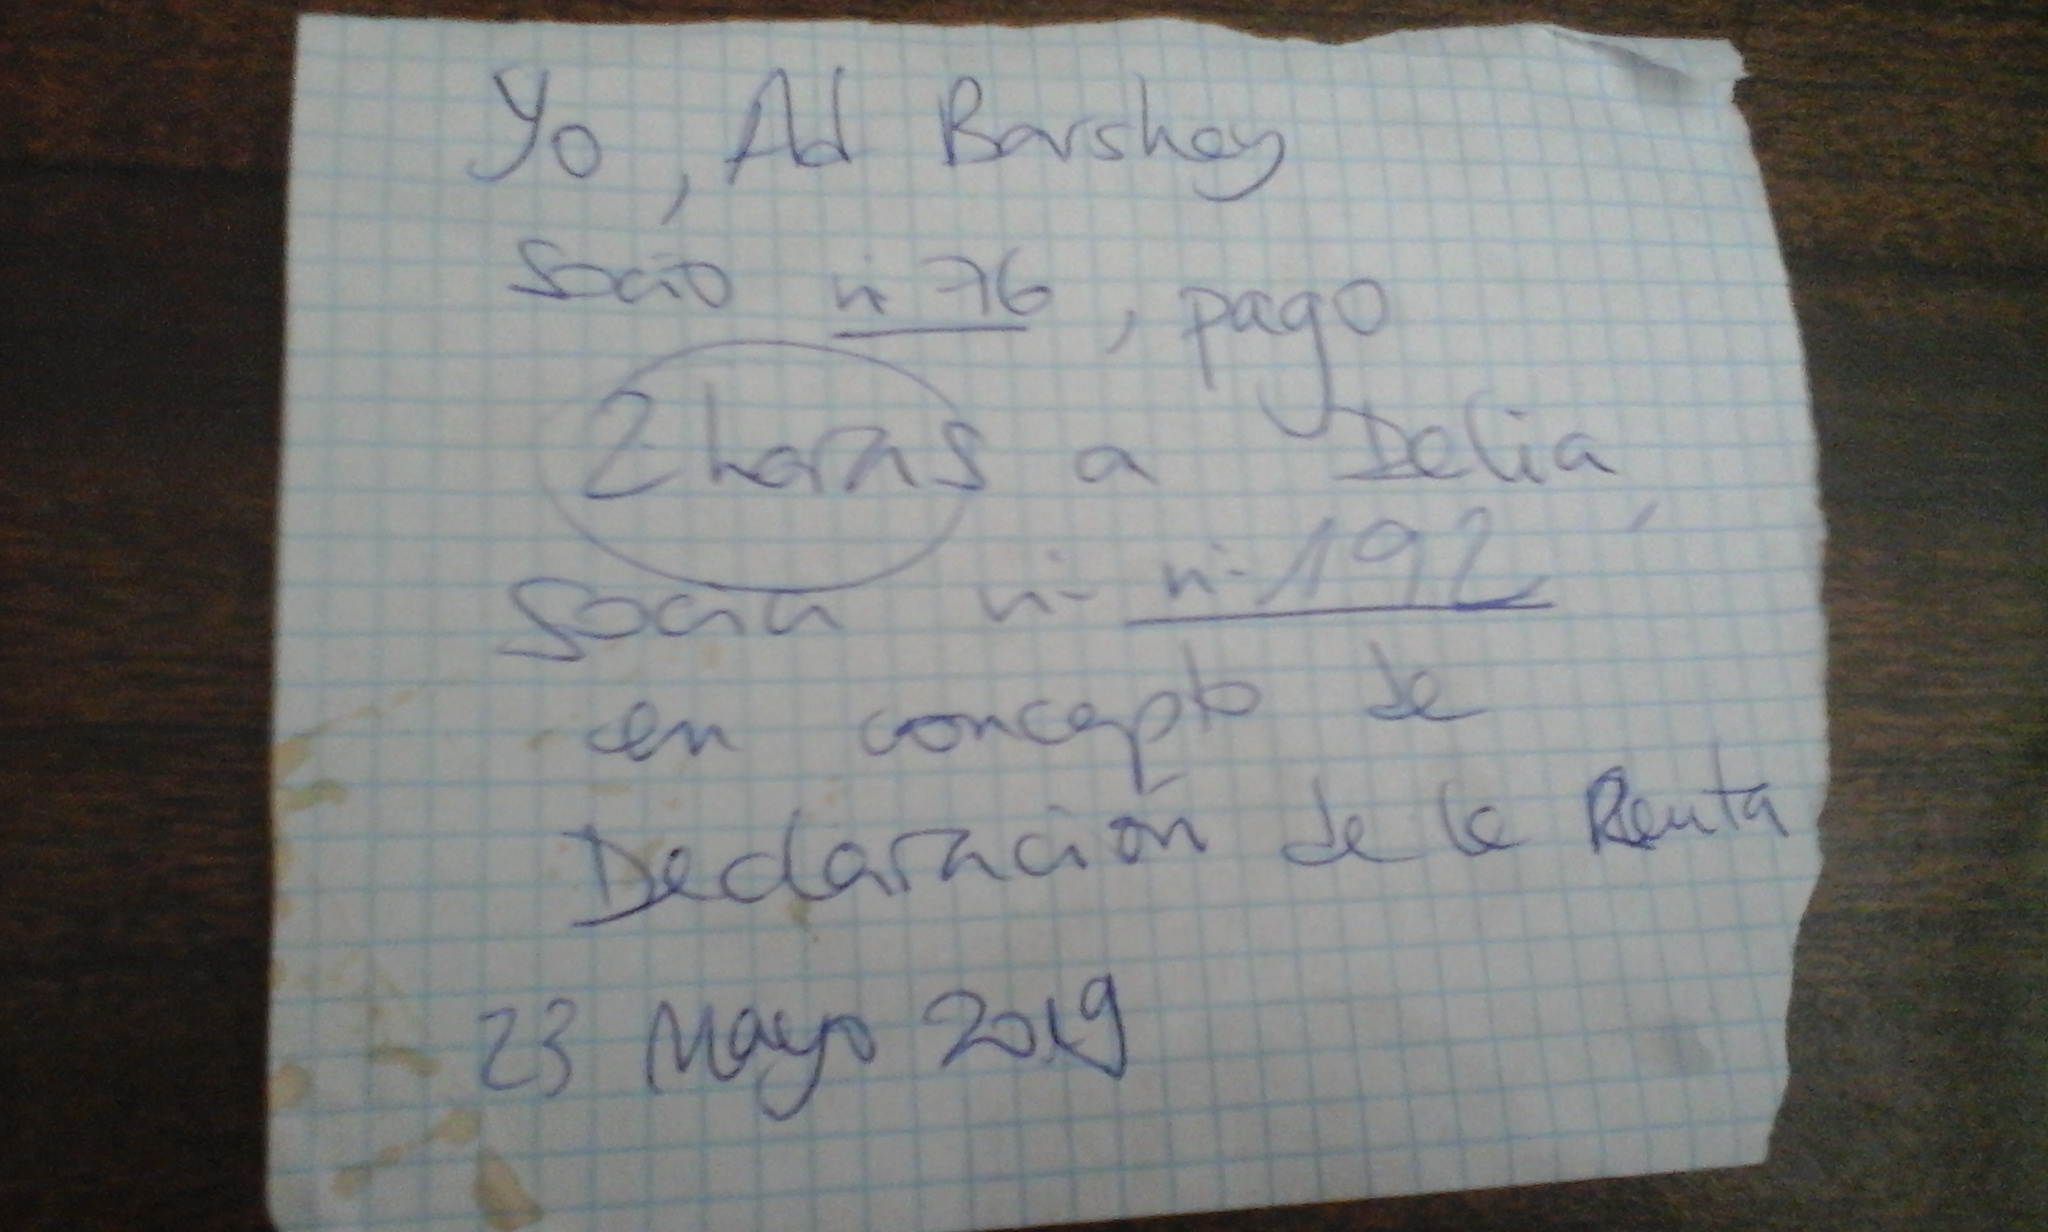 Yo, Ad Barshey
socio nº 76, pago
2 horas a Delia,
socia nº nº 192
en concepto de
Declaración de la Renta
23 Mayo 2019